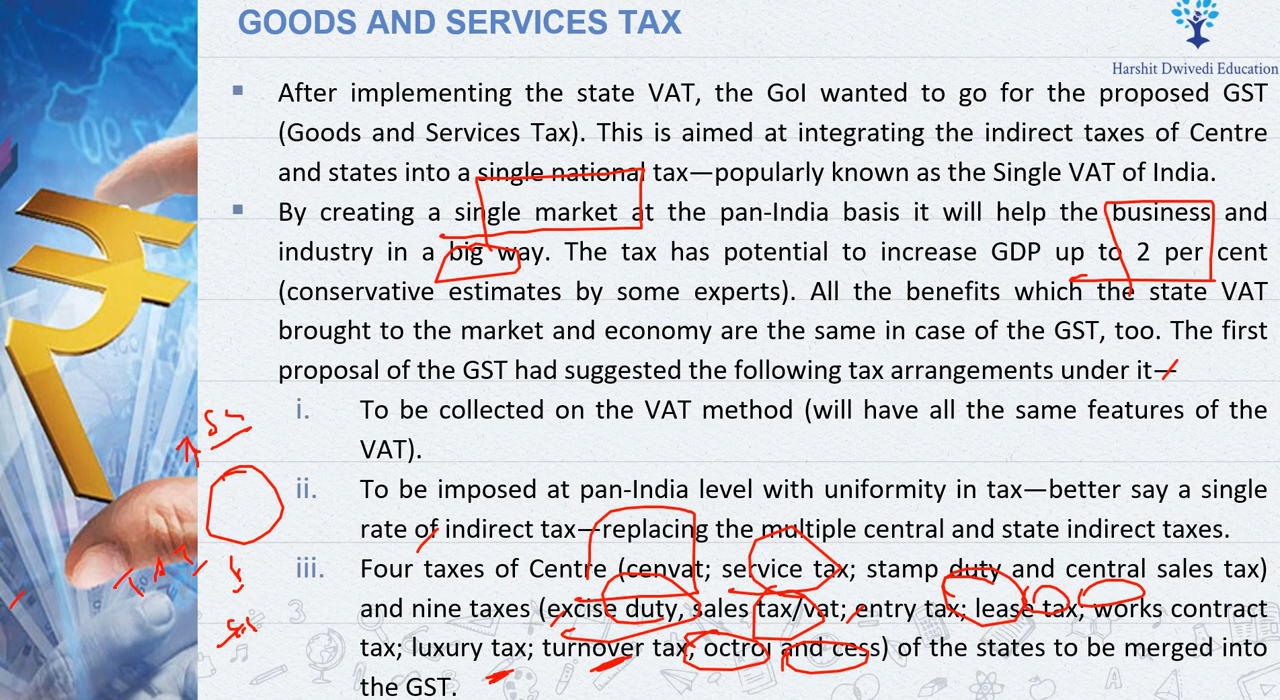 GOODS AND SERVICES TAX
Harshit Dwivedi Education
▪ After implementing the state VAT, the GoI wanted to go for the proposed GST
(Goods and Services Tax). This is aimed at integrating the indirect taxes of Centre
and states into a single national tax—popularly known as the Single VAT of India.
▪ By creating a single market at the pan-India basis it will help the business and
industry in a big way. The tax has potential to increase GDP up to 2 per cent
(conservative estimates by some experts). All the benefits which the state VAT
brought to the market and economy are the same in case of the GST, too. The first
proposal of the GST had suggested the following tax arrangements under it—
i. To be collected on the VAT method (will have all the same features of the
VAT).
ii. To be imposed at pan-India level with uniformity in tax—better say a single
rate of indirect tax—replacing the multiple central and state indirect taxes.
iii. Four taxes of Centre (cenvat; service tax; stamp duty and central sales tax)
and nine taxes (excise duty, sales tax/vat; entry tax; lease tax, works contract
tax; luxury tax; turnover tax; octroi and cess) of the states to be merged into
the GST.